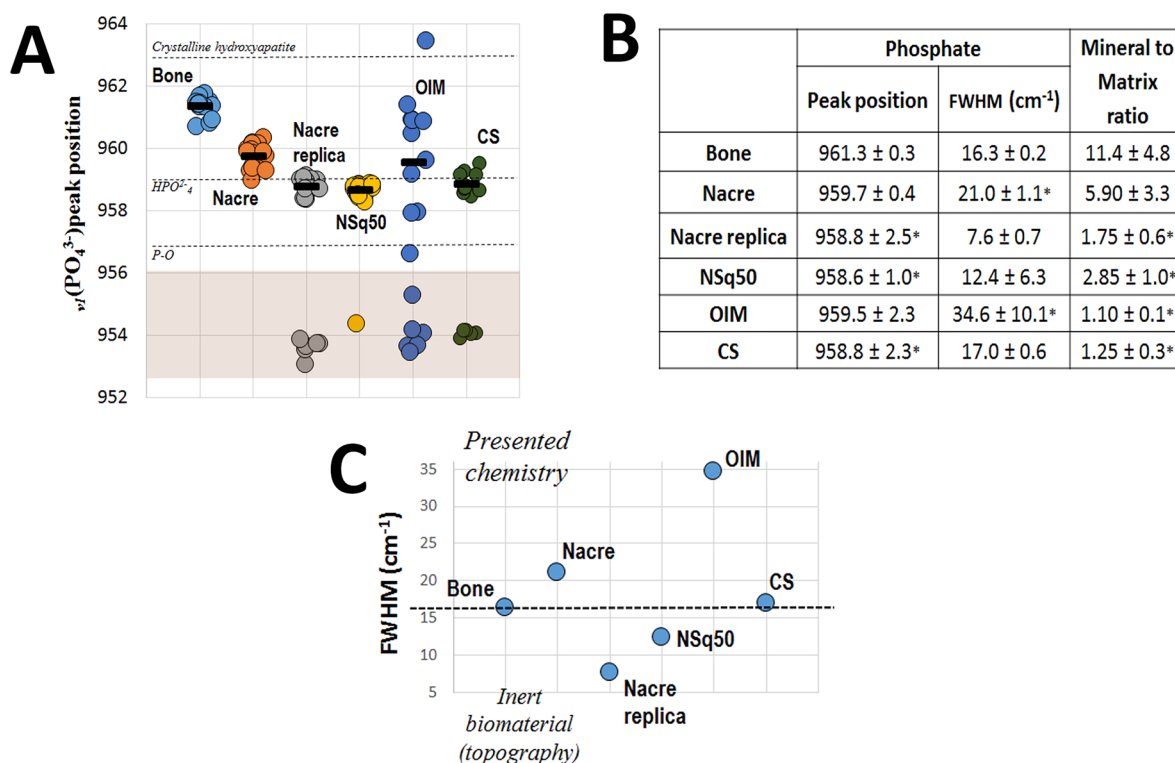 A
964
962
960
958
956
954
952
ν1(PO₄³⁻)peak position
Crystalline hydroxyapatite
Bone
OIM
Nacre
replica
CS
HPO²⁻₄
Nacre
NSq50
P-O
B
Phosphate
Mineral to
Matrix
ratio
Peak position
FWHM (cm⁻¹)
Bone 961.3 ± 0.3 16.3 ± 0.2 11.4 ± 4.8
Nacre 959.7 ± 0.4 21.0 ± 1.1* 5.90 ± 3.3
Nacre replica 958.8 ± 2.5* 7.6 ± 0.7 1.75 ± 0.6*
NSq50 958.6 ± 1.0* 12.4 ± 6.3 2.85 ± 1.0*
OIM 959.5 ± 2.3 34.6 ± 10.1* 1.10 ± 0.1*
CS 958.8 ± 2.3* 17.0 ± 0.6 1.25 ± 0.3*
C
Presented
chemistry
FWHM (cm⁻¹)
35
30
25
20
15
10
5
OIM
Nacre
Bone
CS
NSq50
Nacre
replica
Inert
biomaterial
(topography)